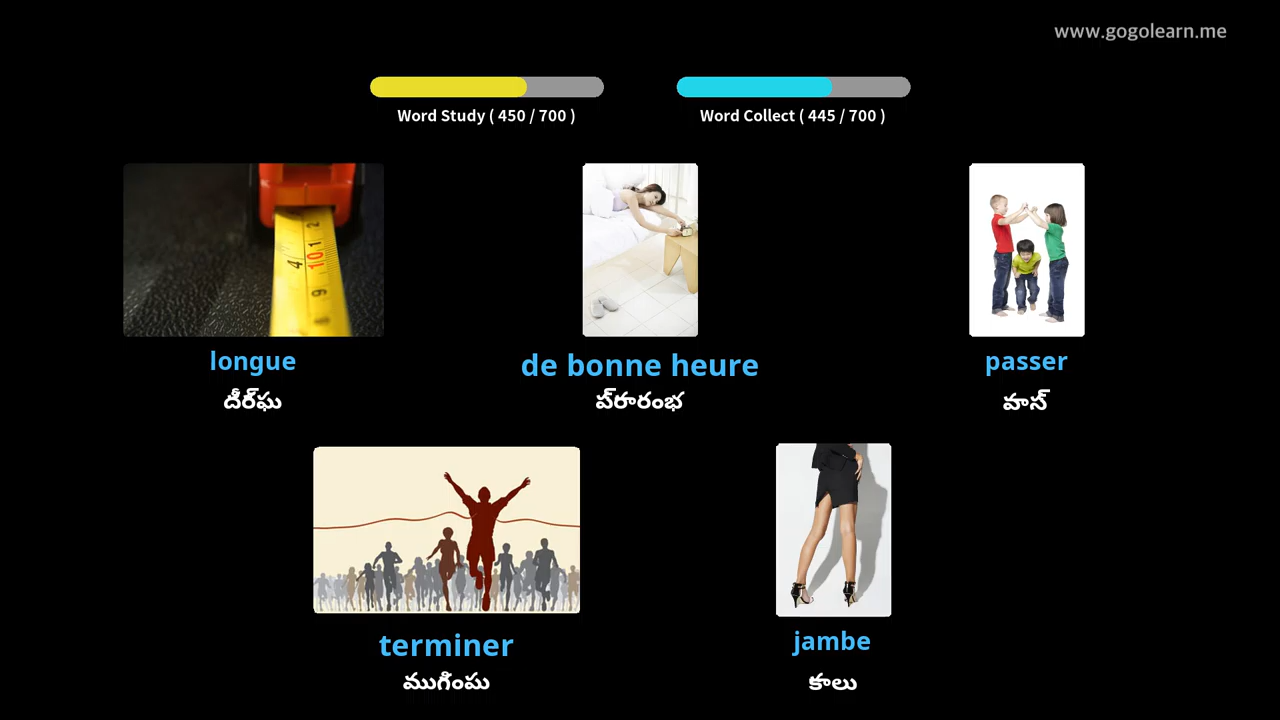 www.gogolearn.me
Word Study ( 450 / 700 )
Word Collect ( 445 / 700 )
longue
దీర్ఘ
de bonne heure
ప్రారంభ
passer
వాస్
terminer
ముగింపు
jambe
కాలు